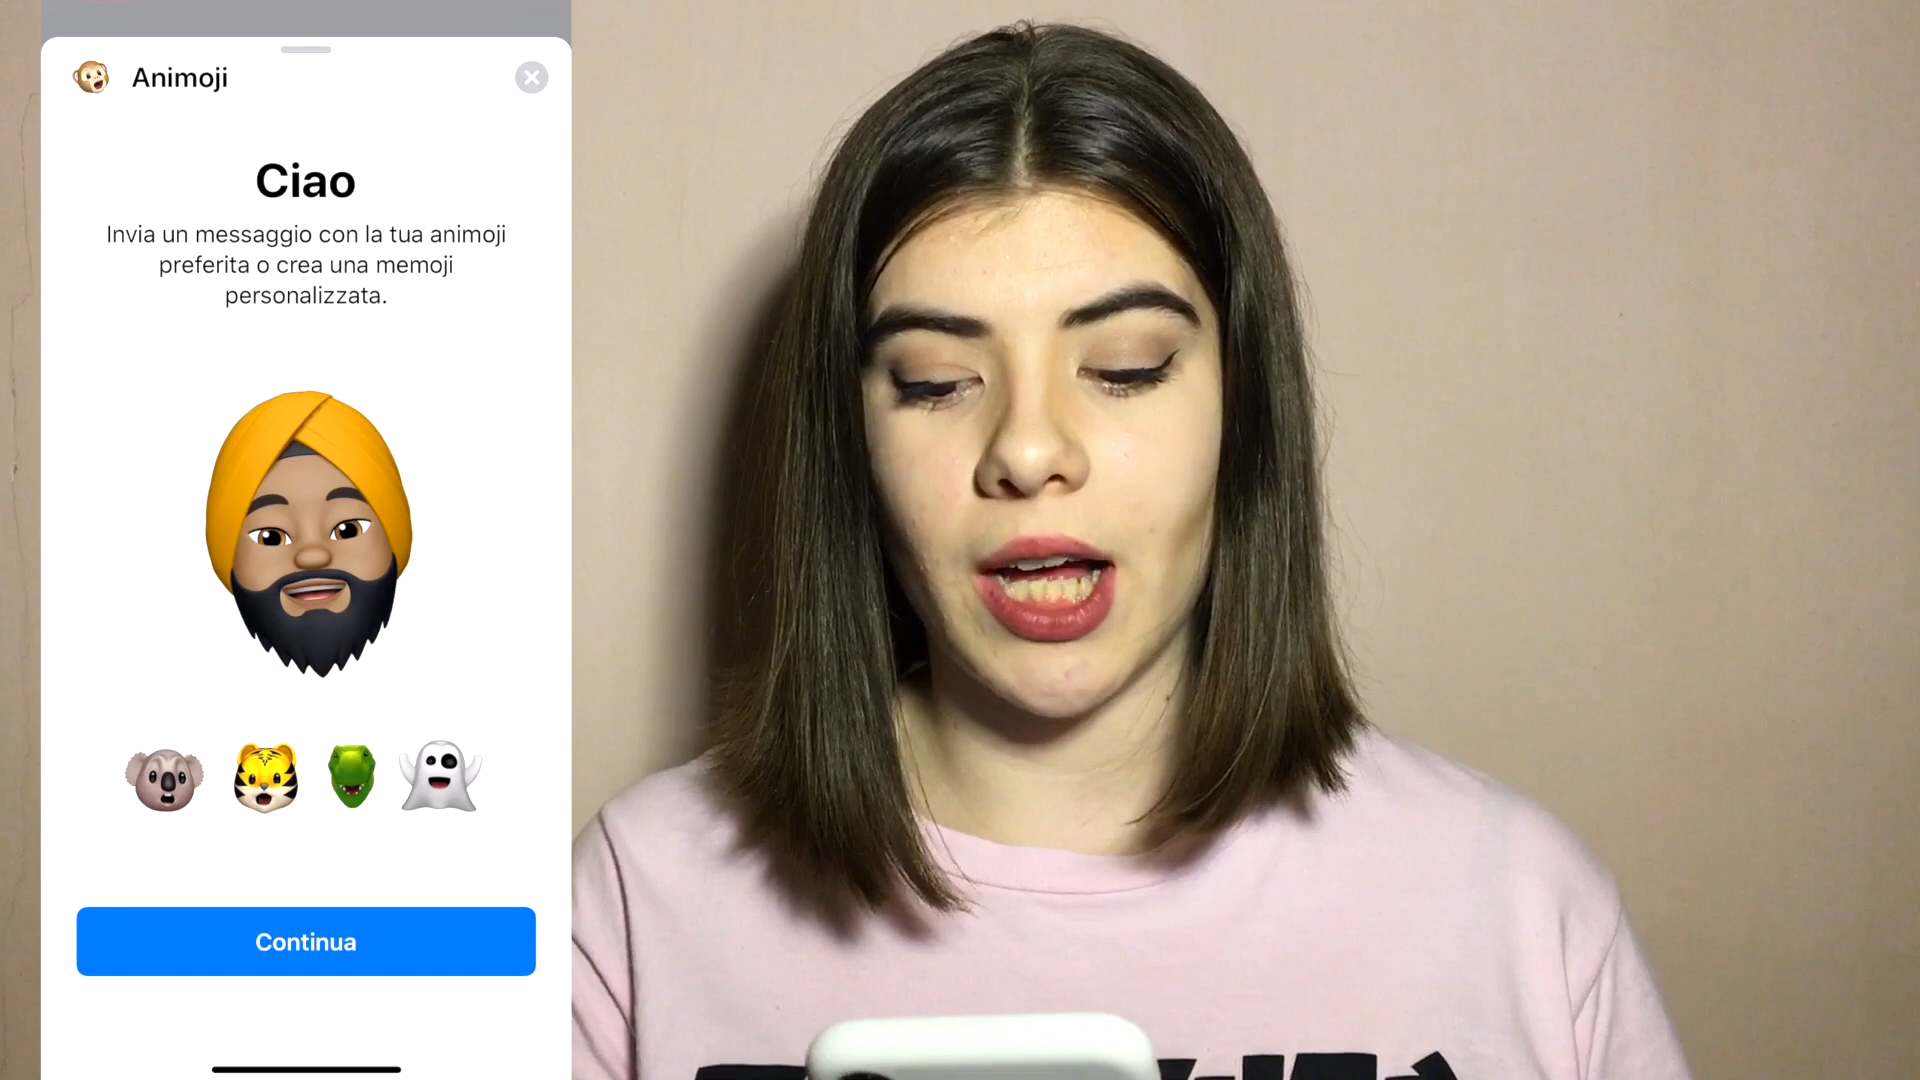 Animoji
Ciao
Invia un messaggio con la tua animoji
preferita o crea una memoji
personalizzata.
Continua